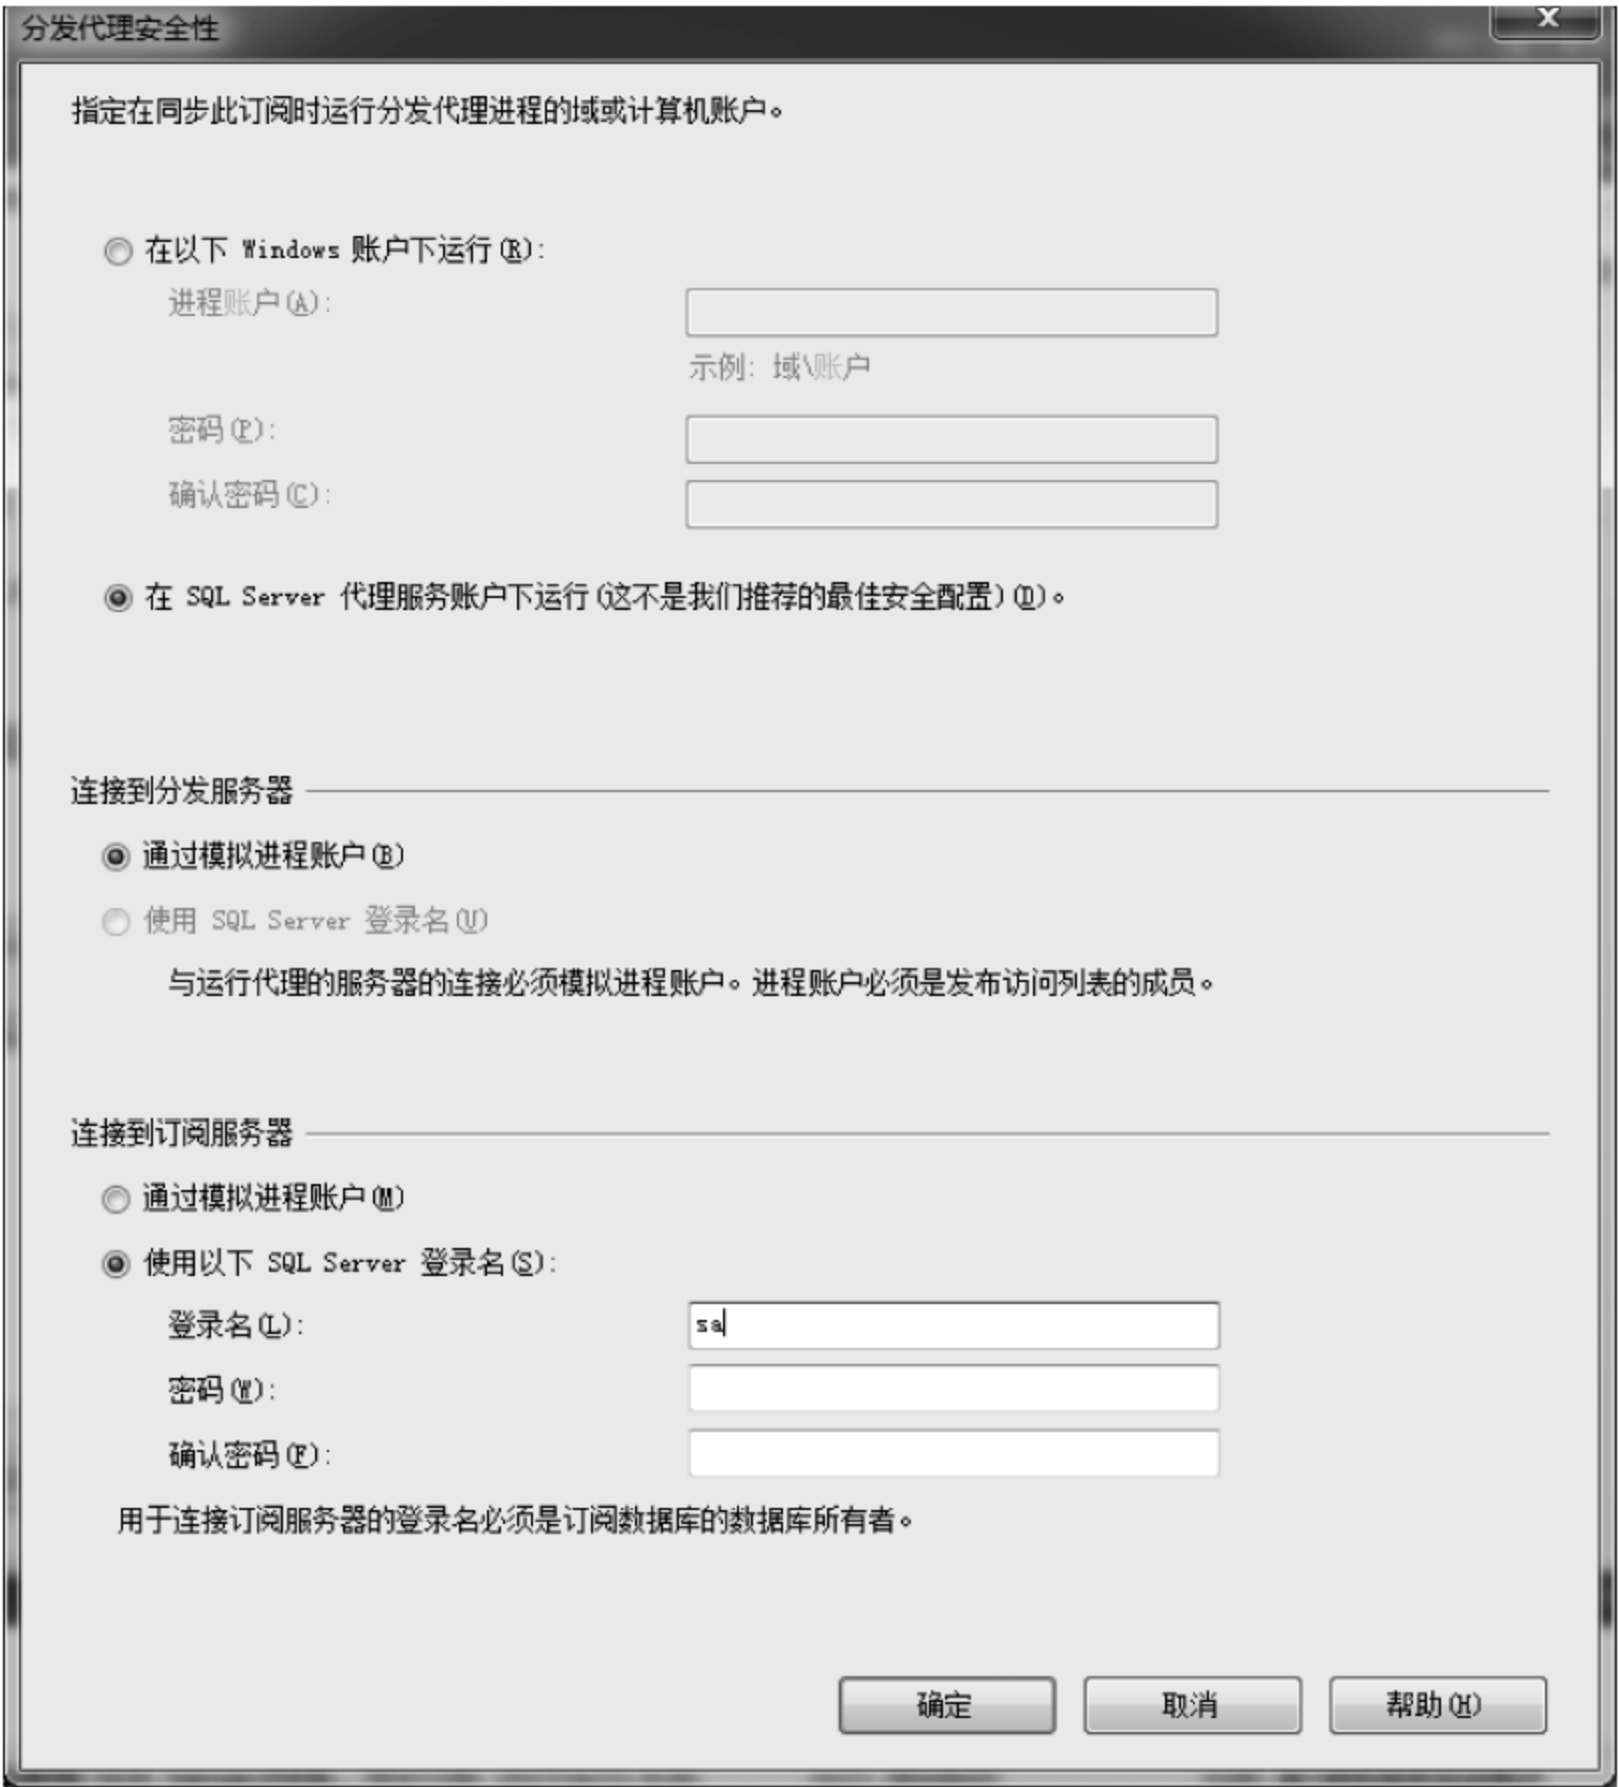 分发代理安全性
指定在同步此订阅时运行分发代理进程的域或计算机账户。
在以下 Windows 账户下运行(R):
进程账户(A):
示例: 域\账户
密码(P):
确认密码(C):
在 SQL Server 代理服务账户下运行(这不是我们推荐的最佳安全配置)(D)。
连接到分发服务器
通过模拟进程账户(B)
使用 SQL Server 登录名(U)
与运行代理的服务器的连接必须模拟进程账户。进程账户必须是发布访问列表的成员。
连接到订阅服务器
通过模拟进程账户(M)
使用以下 SQL Server 登录名(S):
登录名(L): sa
密码(W):
确认密码(F):
用于连接订阅服务器的登录名必须是订阅数据库的数据库所有者。
确定 取消 帮助(H)